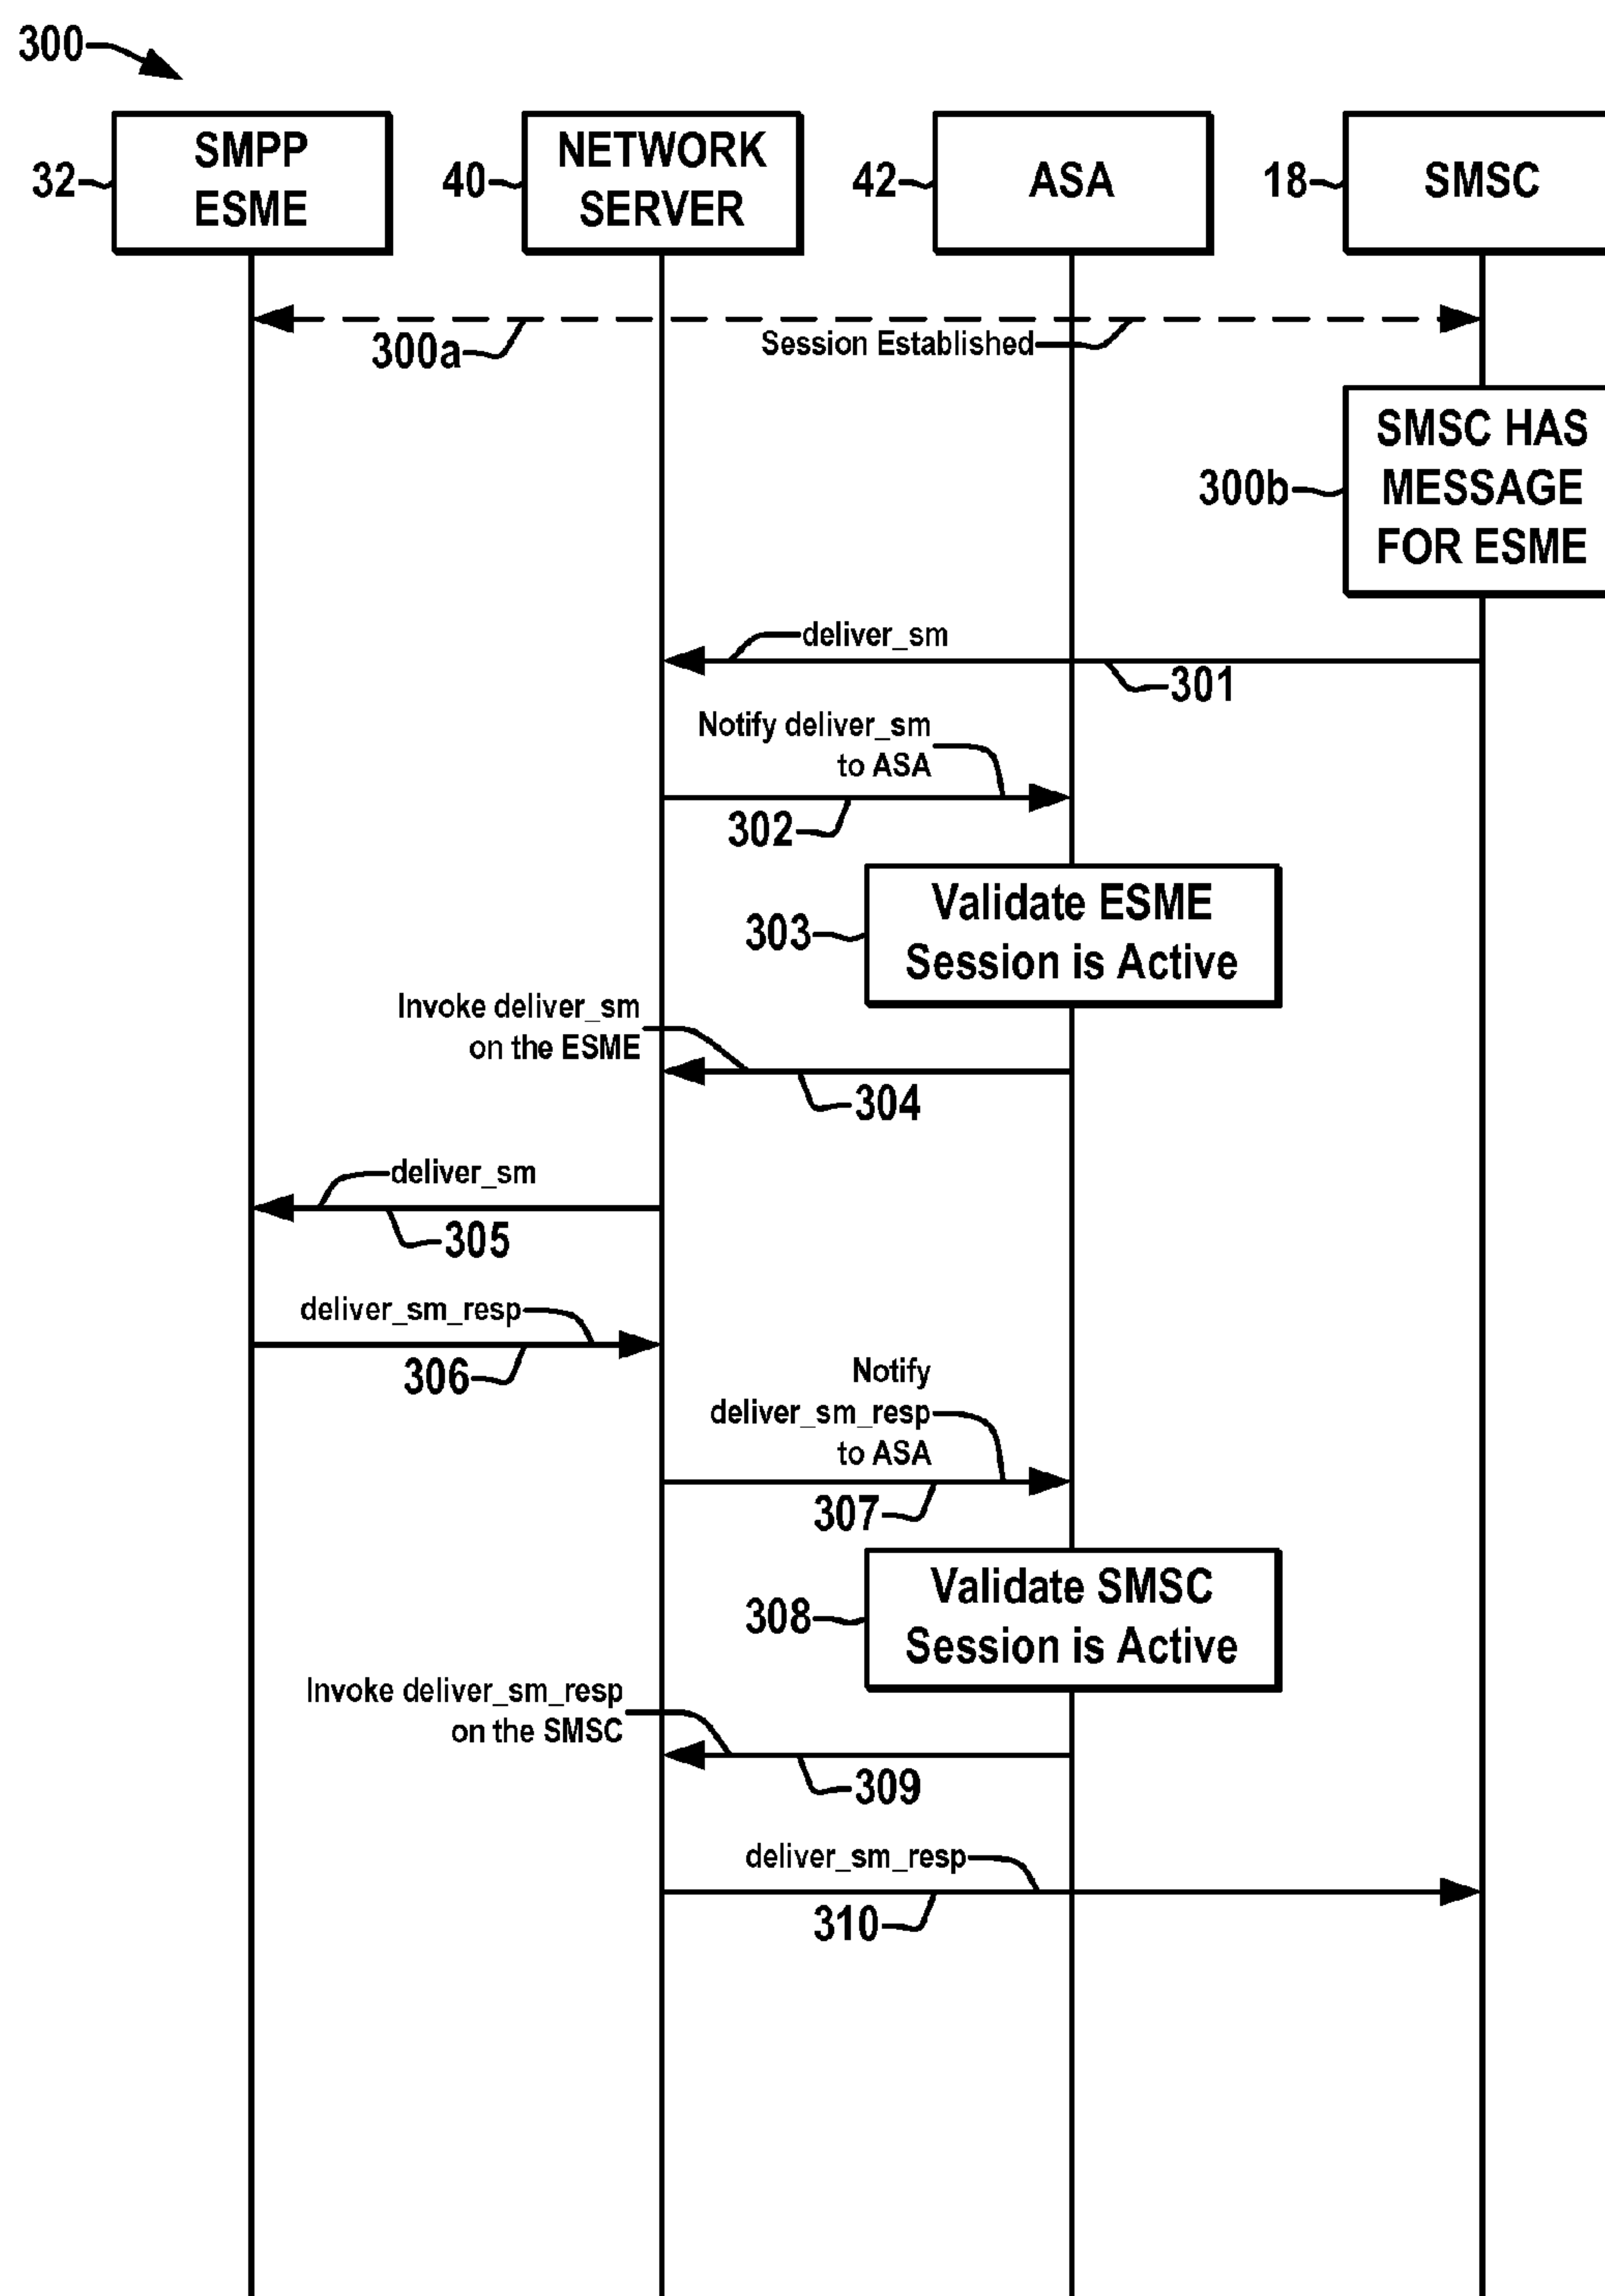 300
SMPP
ESME
32
NETWORK
SERVER
40
ASA
42
SMSC
18
300a
Session Established
SMSC HAS
MESSAGE
FOR ESME
300b
deliver_sm
301
Notify deliver_sm
to ASA
302
Validate ESME
Session is Active
303
Invoke deliver_sm
on the ESME
304
deliver_sm
305
deliver_sm_resp
306
Notify
deliver_sm_resp
to ASA
307
Validate SMSC
Session is Active
308
Invoke deliver_sm_resp
on the SMSC
309
deliver_sm_resp
310